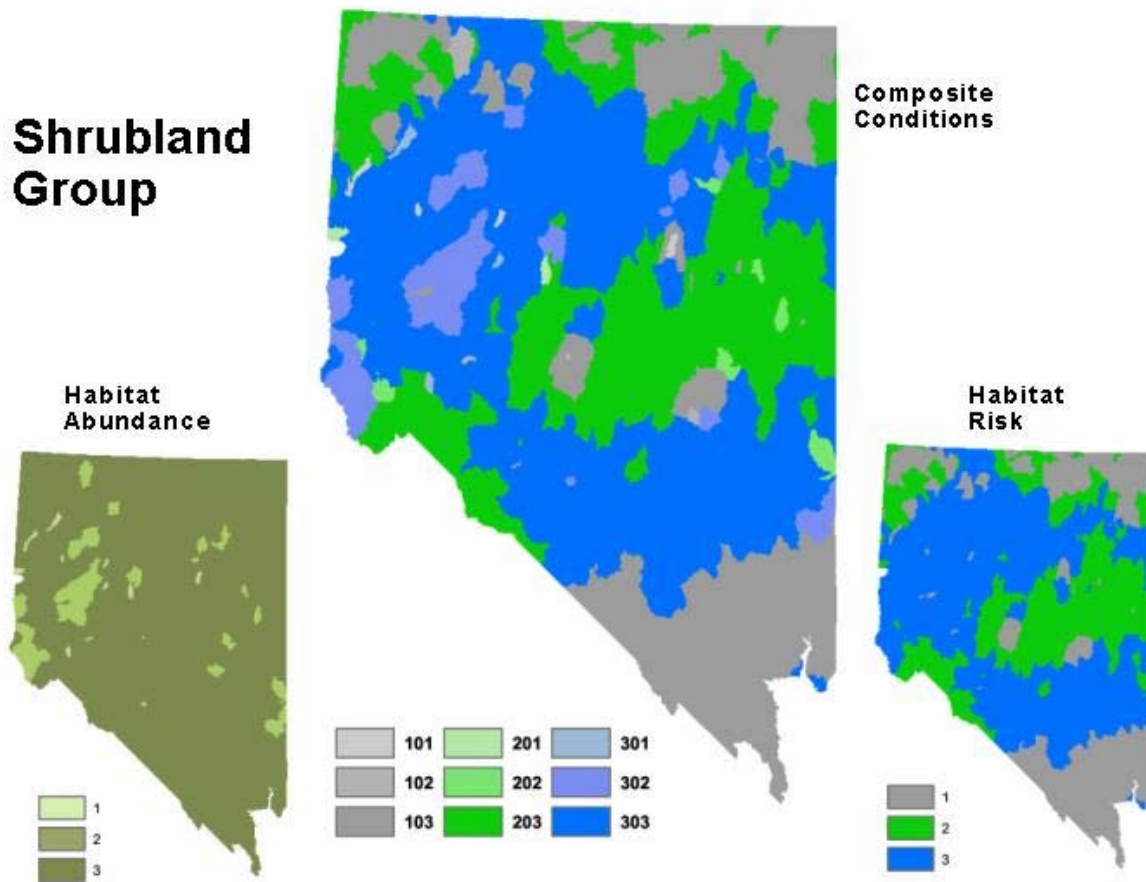 Shrubland
Group
Composite
Conditions
Habitat
Abundance
Habitat
Risk
101 201 301
102 202 302
103 203 303
1
2
3
1
2
3